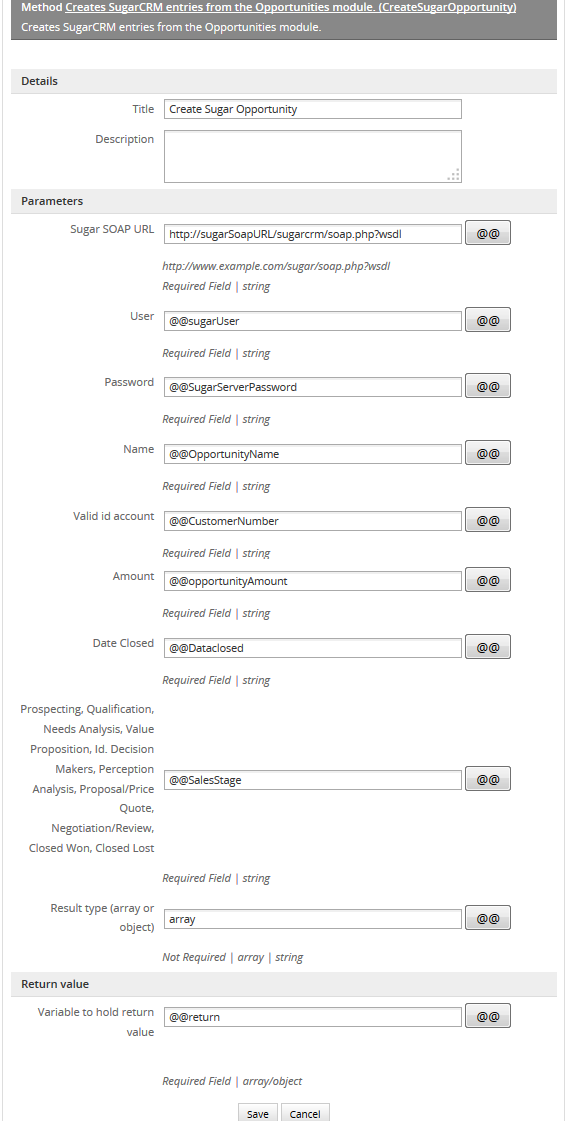 Method Creates SugarCRM entries from the Opportunities module. (CreateSugarOpportunity)
Creates SugarCRM entries from the Opportunities module.
Details
Title Create Sugar Opportunity
Description
Parameters
Sugar SOAP URL http://sugarSoapURL/sugarcrm/soap.php?wsdl @@
http://www.example.com/sugar/soap.php?wsdl
Required Field | string
User @@sugarUser @@
Required Field | string
Password @@SugarServerPassword @@
Required Field | string
Name @@OpportunityName @@
Required Field | string
Valid id account @@CustomerNumber @@
Required Field | string
Amount @@opportunityAmount @@
Required Field | string
Date Closed @@Dataclosed @@
Required Field | string
Prospecting, Qualification,
Needs Analysis, Value
Proposition, Id. Decision
Makers, Perception
Analysis, Proposal/Price
Quote,
Negotiation/Review,
Closed Won, Closed Lost
@@SalesStage @@
Required Field | string
Result type (array or
object)
array @@
Not Required | array | string
Return value
Variable to hold return
value
@@return @@
Required Field | array/object
Save Cancel